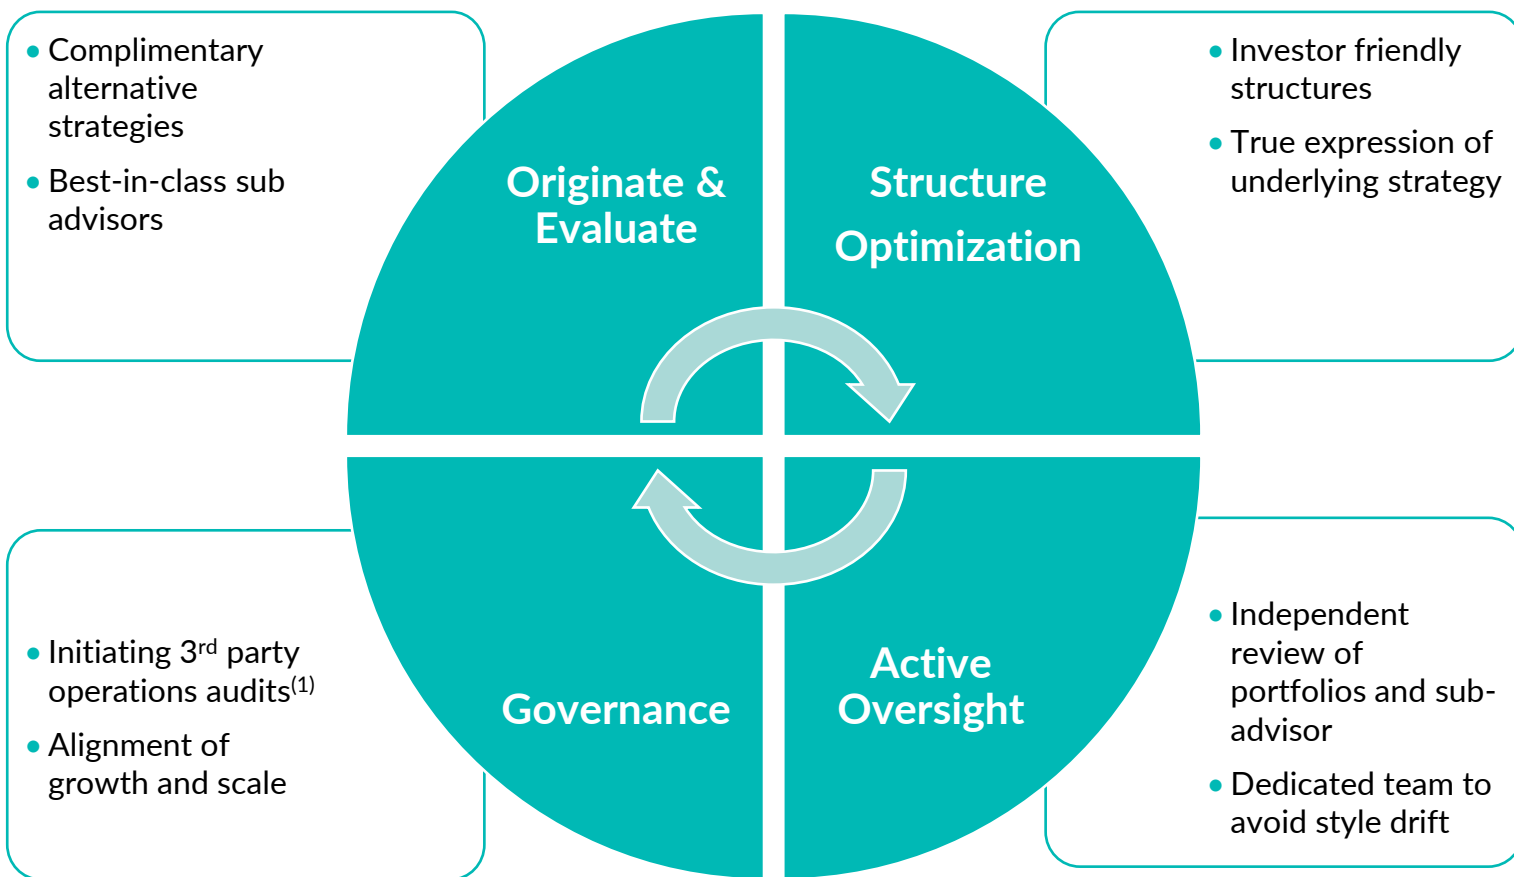 • Complimentary
alternative
strategies
• Best-in-class sub
advisors
Originate &
Evaluate
Structure
Optimization
• Investor friendly
structures
• True expression of
underlying strategy
• Initiating 3rd party
operations audits(1)
• Alignment of
growth and scale
Governance
Active
Oversight
• Independent
review of
portfolios and sub-
advisor
• Dedicated team to
avoid style drift